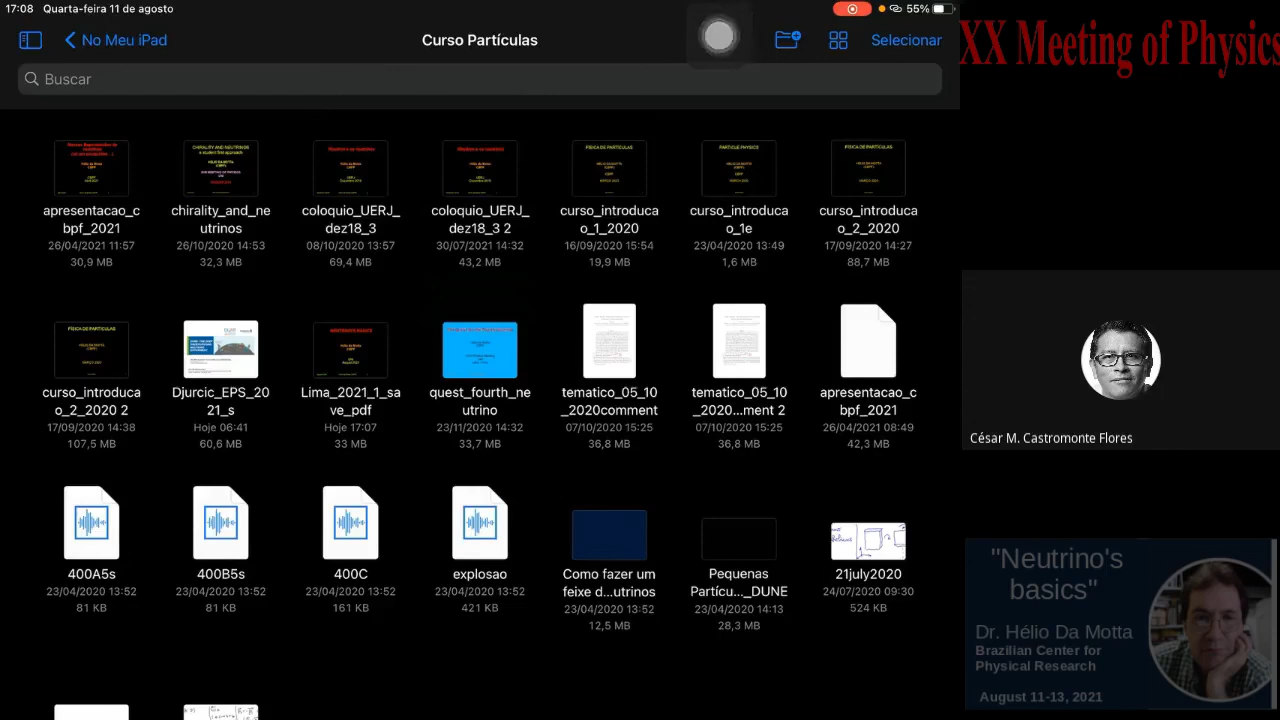 17:08 Quarta-feira 11 de agosto
55%
No Meu iPad
Curso Partículas
Selecionar
Buscar
XX Meeting of Physics
apresentacao_c
bpf_2021
26/04/2021 11:57
30,9 MB
chirality_and_ne
utrinos
26/10/2020 14:53
32,3 MB
coloquio_UERJ_
dez18_3
08/10/2020 13:57
69,4 MB
coloquio_UERJ_
dez18_3 2
30/07/2021 14:32
43,2 MB
curso_introduca
o_1_2020
16/09/2020 15:54
19,9 MB
curso_introduca
o_1e
23/04/2020 13:49
1,6 MB
curso_introduca
o_2_2020
17/09/2020 14:27
88,7 MB
curso_introduca
o_2_2020 2
17/09/2020 14:38
107,5 MB
Djurcic_EPS_20
21_s
Hoje 06:41
60,6 MB
Lima_2021_1_sa
ve_pdf
Hoje 17:07
33 MB
quest_fourth_ne
utrino
23/11/2020 14:32
33,7 MB
tematico_05_10
_2020comment
07/10/2020 15:25
36,8 MB
tematico_05_10
_2020...ment 2
07/10/2020 15:25
36,8 MB
apresentacao_c
bpf_2021
26/04/2021 08:49
42,3 MB
400A5s
23/04/2020 13:52
81 KB
400B5s
23/04/2020 13:52
81 KB
400C
23/04/2020 13:52
161 KB
explosao
23/04/2020 13:52
421 KB
Como fazer um
feixe d...utrinos
23/04/2020 13:52
12,5 MB
Pequenas
Partícu..._DUNE
23/04/2020 14:13
28,3 MB
21july2020
24/07/2020 09:30
524 KB
César M. Castromonte Flores
"Neutrino's
basics"
Dr. Hélio Da Motta
Brazilian Center for
Physical Research
August 11-13, 2021